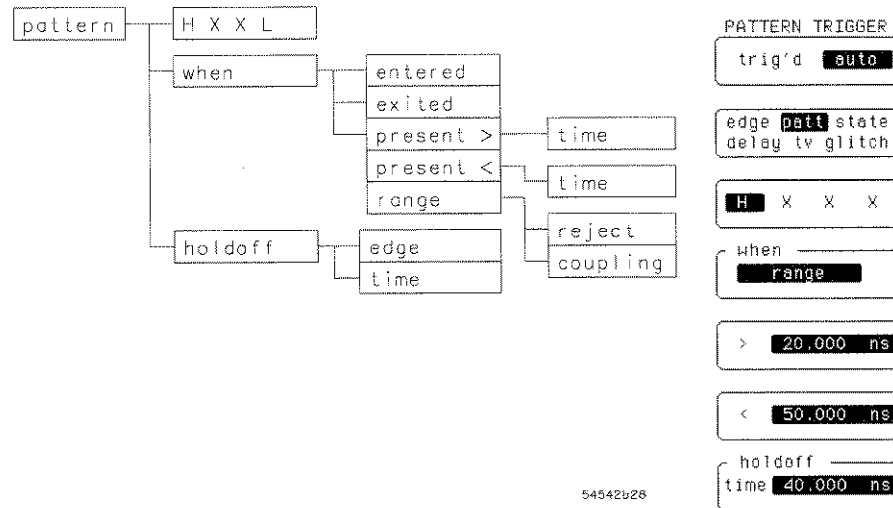 pattern
H X X L
when
entered
exited
present > time
present < time
range
reject
coupling
holdoff
edge
time
54542b28
PATTERN TRIGGER
trig'd auto
edge patt state
delay tv glitch
H X X X
when
range
> 20.000 ns
< 50.000 ns
holdoff
time 40.000 ns